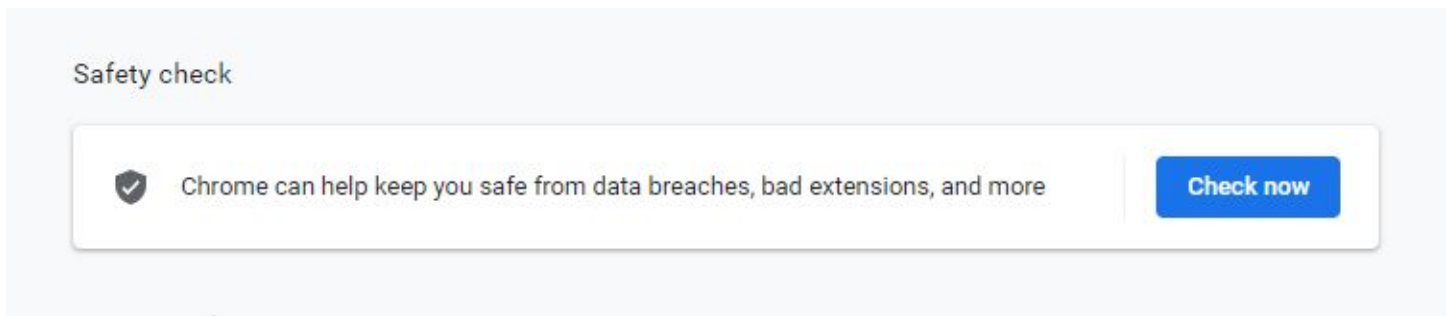 Safety check
Chrome can help keep you safe from data breaches, bad extensions, and more
Check now